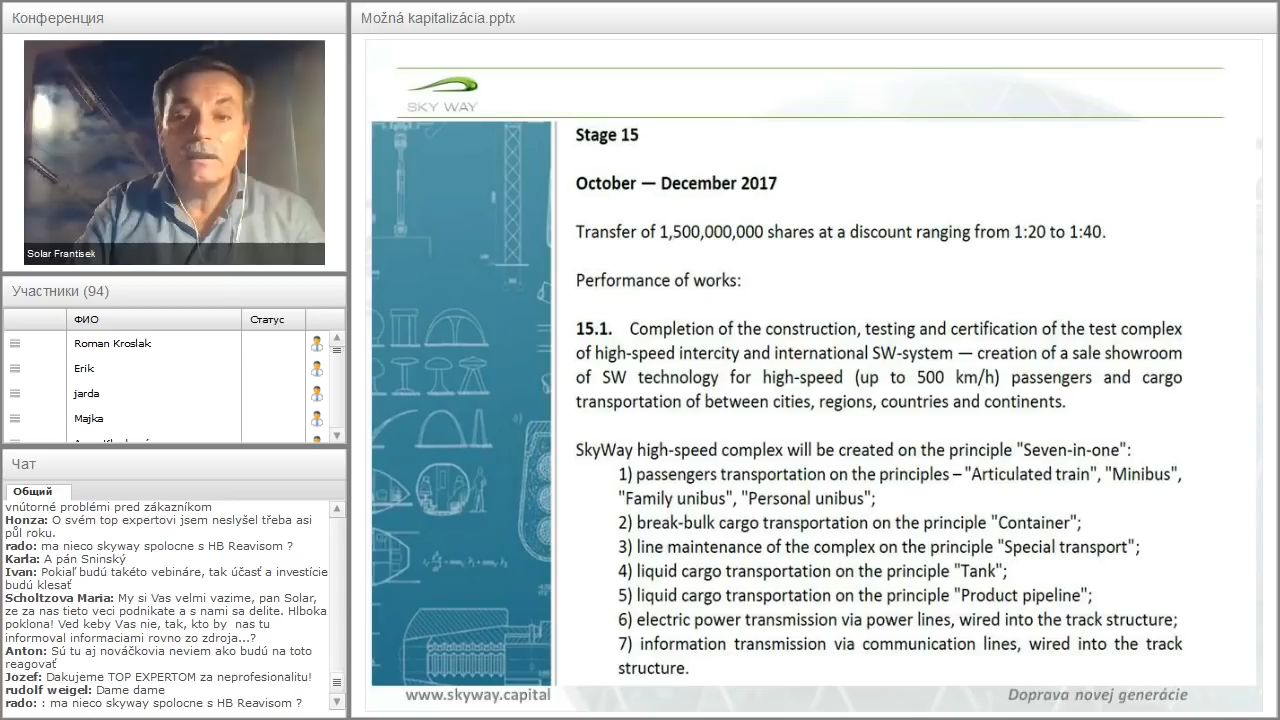 Конференция
Solar Frantisek
Участники (94)
ФИО
Статус
Roman Kroslak
Erik
jarda
Majka
Чат
Общий
vnútorné problémi pred zákazníkom
Honza: O svém top expertovi jsem neslyšel třeba asi
půl roku.
rado: ma nieco skyway spolocne s HB Reavisom ?
Karla: A pán Sninský
Ivan: Pokiaľ budú takéto vebináre, tak účasť a investície
budú klesať
Scholtzova Maria: My si Vas velmi vazime, pan Solar,
ze za nas tieto veci podnikate a s nami sa delite. Hlboka
poklona! Ved keby Vas nie, tak, kto by nas tu
informoval informaciami rovno zo zdroja...?
Anton: Sú tu aj nováčkovia neviem ako budú na toto
reagovať
Jozef: Dakujeme TOP EXPERTOM za neprofesionalitu!
rudolf weigel: Dame dame
rado: : ma nieco skyway spolocne s HB Reavisom ?
Možná kapitalizácia.pptx
SKY WAY
Stage 15
October — December 2017
Transfer of 1,500,000,000 shares at a discount ranging from 1:20 to 1:40.
Performance of works:
15.1. Completion of the construction, testing and certification of the test complex
of high-speed intercity and international SW-system — creation of a sale showroom
of SW technology for high-speed (up to 500 km/h) passengers and cargo
transportation of between cities, regions, countries and continents.
SkyWay high-speed complex will be created on the principle "Seven-in-one":
1) passengers transportation on the principles – "Articulated train", "Minibus",
"Family unibus", "Personal unibus";
2) break-bulk cargo transportation on the principle "Container";
3) line maintenance of the complex on the principle "Special transport";
4) liquid cargo transportation on the principle "Tank";
5) liquid cargo transportation on the principle "Product pipeline";
6) electric power transmission via power lines, wired into the track structure;
7) information transmission via communication lines, wired into the track
structure.
www.skyway.capital
Doprava novej generácie